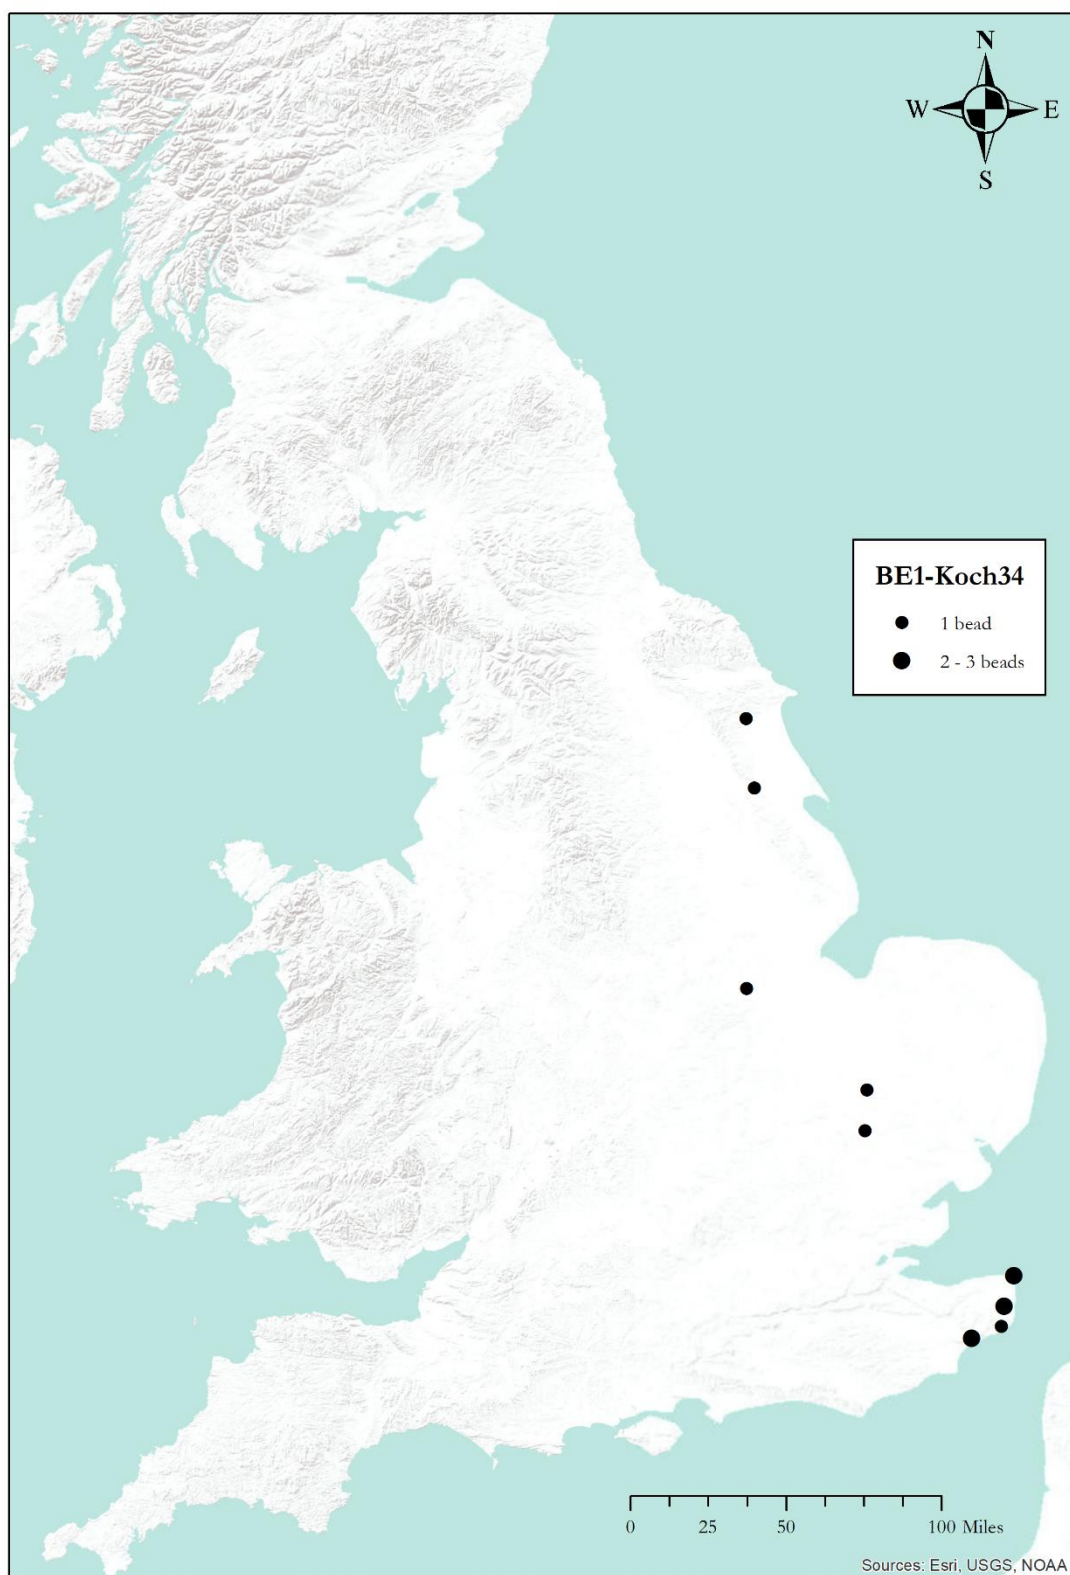 N
W E
S
BE1-Koch34
1 bead
2 - 3 beads
0 25 50 100 Miles
Sources: Esri, USGS, NOAA